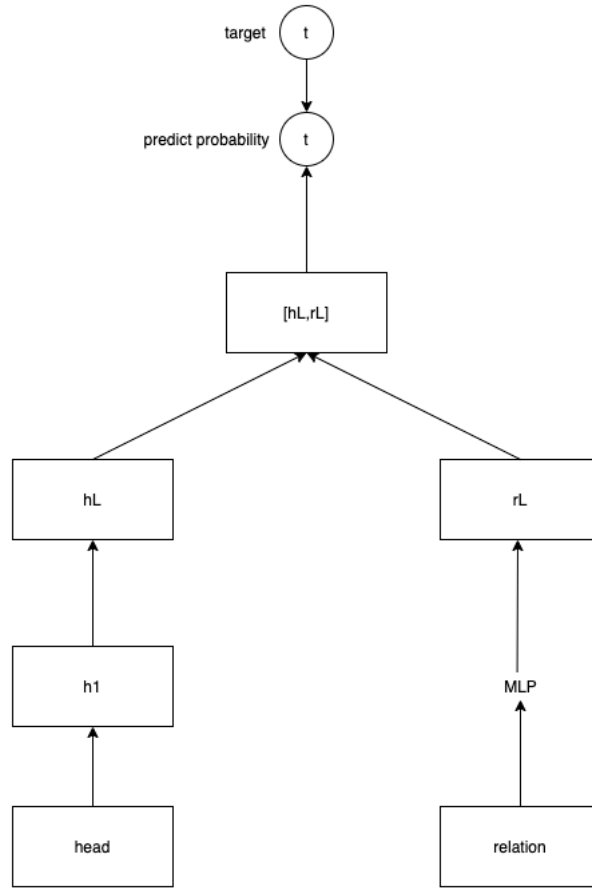 target
t
predict probability
t
[hL,rL]
hL
rL
h1
MLP
head
relation